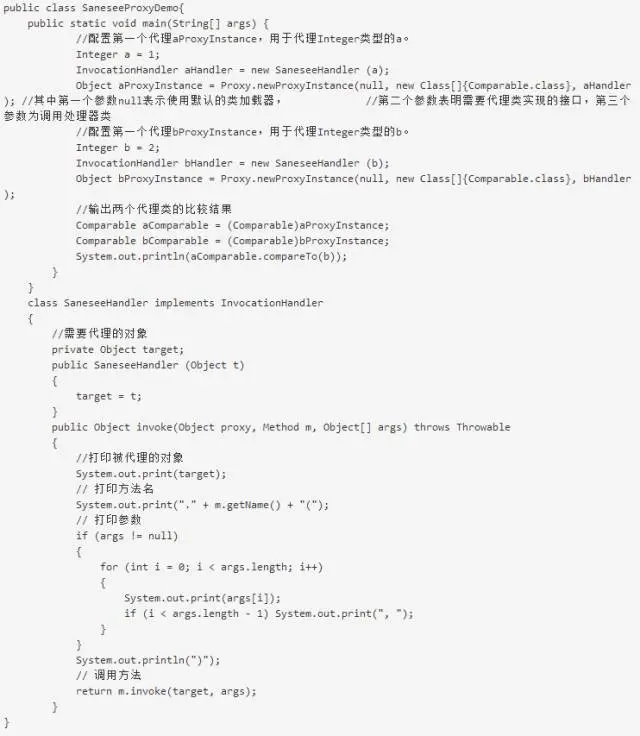 public class SaneseeProxyDemo{
    public static void main(String[] args) {
            //配置第一个代理aProxyInstance，用于代理Integer类型的a。
            Integer a = 1;
            InvocationHandler aHandler = new SaneseeHandler (a);
            Object aProxyInstance = Proxy.newProxyInstance(null, new Class[]{Comparable.class}, aHandler
); //其中第一个参数null表示使用默认的类加载器，            //第二个参数表明需要代理类实现的接口，第三个
参数为调用处理器类
            //配置第一个代理bProxyInstance，用于代理Integer类型的b。
            Integer b = 2;
            InvocationHandler bHandler = new SaneseeHandler (b);
            Object bProxyInstance = Proxy.newProxyInstance(null, new Class[]{Comparable.class}, bHandler
);
            //输出两个代理类的比较结果
            Comparable aComparable = (Comparable)aProxyInstance;
            Comparable bComparable = (Comparable)bProxyInstance;
            System.out.println(aComparable.compareTo(b));
        }
    }
    class SaneseeHandler implements InvocationHandler
    {
        //需要代理的对象
        private Object target;
        public SaneseeHandler (Object t)
        {
            target = t;
        }
        public Object invoke(Object proxy, Method m, Object[] args) throws Throwable
        {
            //打印被代理的对象
            System.out.print(target);
            // 打印方法名
            System.out.print("." + m.getName() + "(");
            // 打印参数
            if (args != null)
            {
                for (int i = 0; i < args.length; i++)
                {
                    System.out.print(args[i]);
                    if (i < args.length - 1) System.out.print(", ");
                }
            }
            System.out.println(")");
            // 调用方法
            return m.invoke(target, args);
        }
}